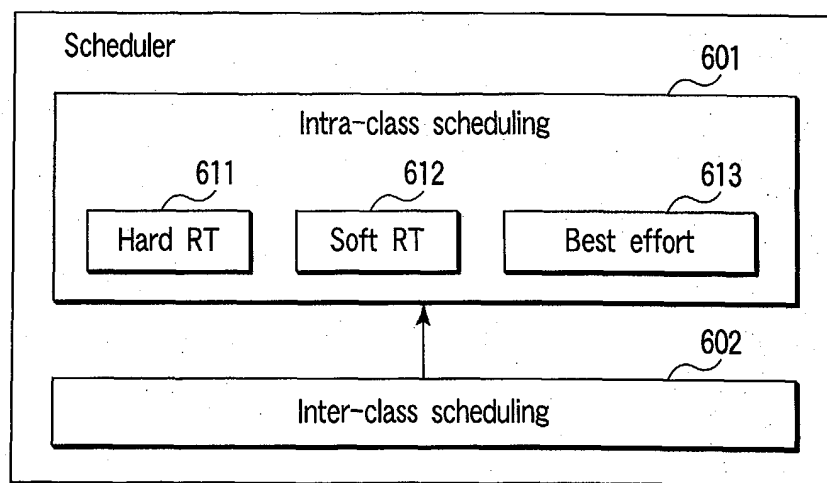 Scheduler
601
Intra-class scheduling
611
612
613
Hard RT
Soft RT
Best effort
602
Inter-class scheduling